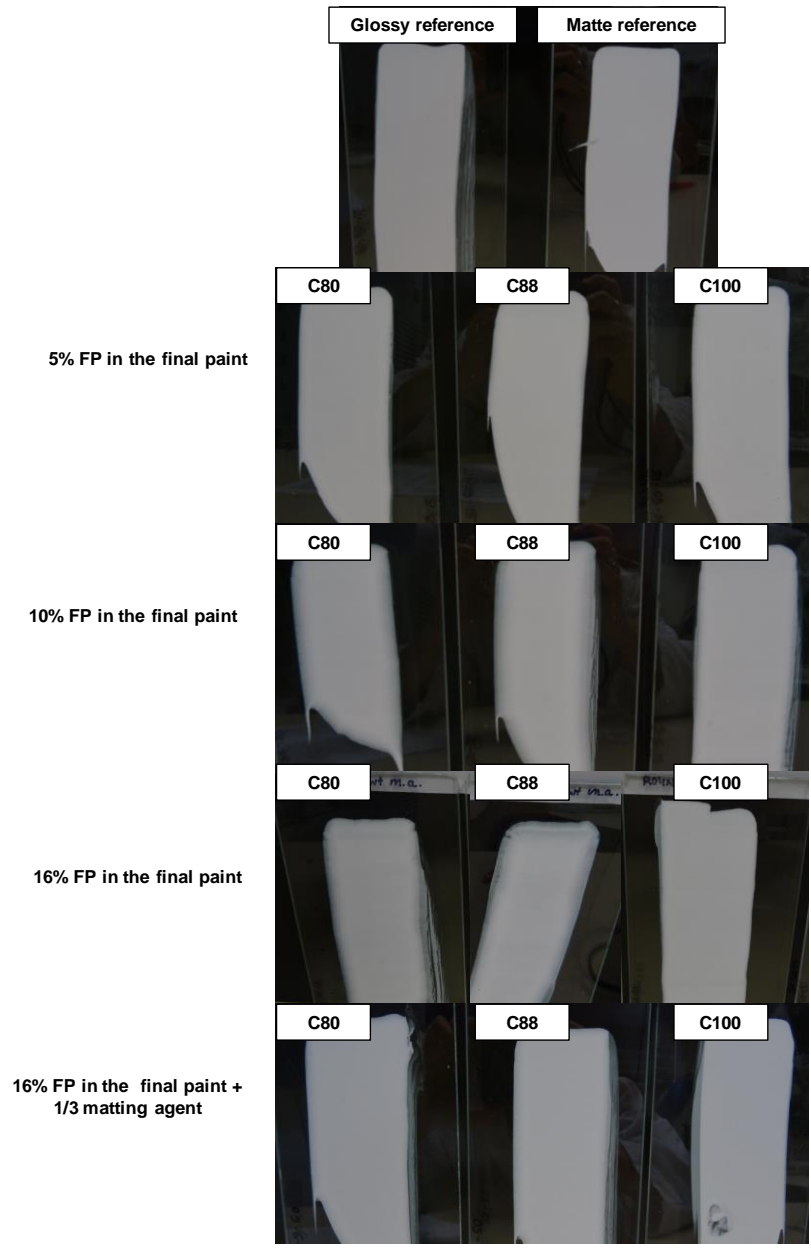 Glossy reference
Matte reference
C80
C88
C100
5% FP in the final paint
C80
C88
C100
10% FP in the final paint
C80
C88
C100
m.a.
m.a.
16% FP in the final paint
C80
C88
C100
16% FP in the final paint +
1/3 matting agent